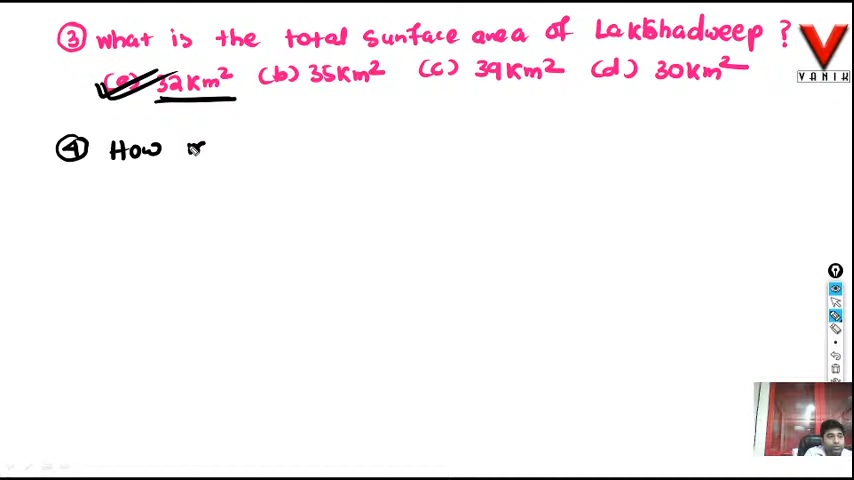 ③ What is the total surface area of Lakshadweep ?
(a) 32 Km² (b) 35 Km² (c) 39 Km² (d) 30 Km²
VANIK
④ How